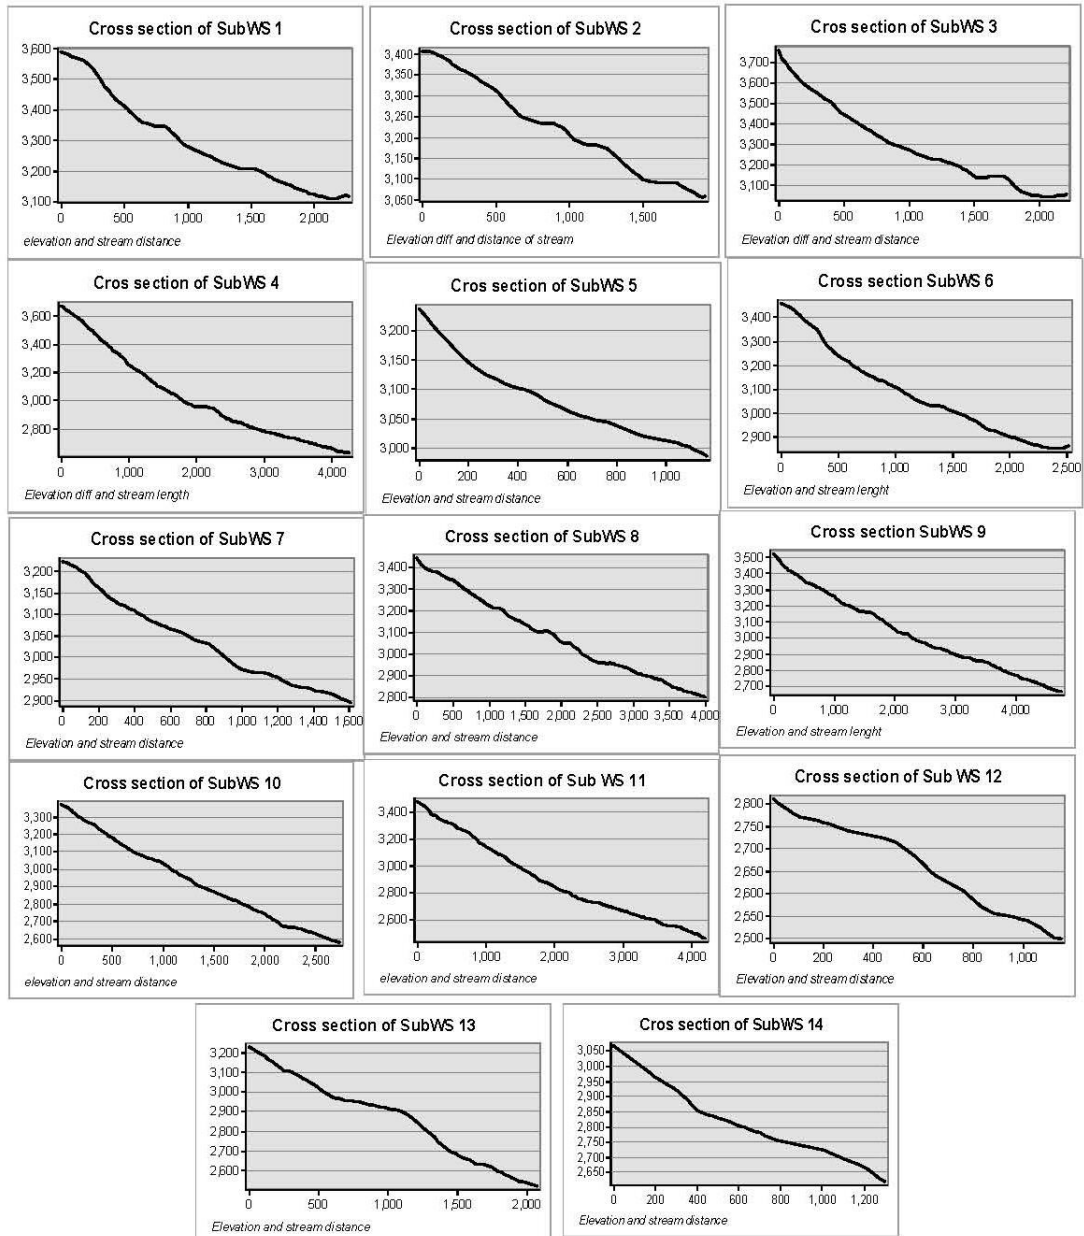 Cross section of SubWS 1
3,600
3,500
3,400
3,300
3,200
3,100
0 500 1,000 1,500 2,000
elevation and stream distance
Cross section of SubWS 2
3,400
3,350
3,300
3,250
3,200
3,150
3,100
3,050
0 500 1,000 1,500
Elevation diff and distance of stream
Cross section of SubWS 3
3,700
3,600
3,500
3,400
3,300
3,200
3,100
0 500 1,000 1,500 2,000
Elevation diff and stream distance
Cros section of SubWS 4
3,600
3,400
3,200
3,000
2,800
0 1,000 2,000 3,000 4,000
Elevation diff and stream length
Cros section of SubWS 5
3,200
3,150
3,100
3,050
3,000
0 200 400 600 800 1,000
Elevation and stream distance
Cross section SubWS 6
3,400
3,300
3,200
3,100
3,000
2,900
0 500 1,000 1,500 2,000 2,500
Elevation and stream lenght
Cross section of SubWS 7
3,200
3,150
3,100
3,050
3,000
2,950
2,900
0 200 400 600 800 1,000 1,200 1,400 1,600
Elevation and stream distance
Cross section of SubWS 8
3,400
3,300
3,200
3,100
3,000
2,900
2,800
0 500 1,000 1,500 2,000 2,500 3,000 3,500 4,000
Elevation and stream distance
Cross section SubWS 9
3,500
3,400
3,300
3,200
3,100
3,000
2,900
2,800
2,700
0 1,000 2,000 3,000 4,000
Elevation and stream lenght
Cross section of SubWS 10
3,300
3,200
3,100
3,000
2,900
2,800
2,700
2,600
0 500 1,000 1,500 2,000 2,500
elevation and stream distance
Cross section of Sub WS 11
3,400
3,200
3,000
2,800
2,600
0 1,000 2,000 3,000 4,000
elevation and stream distance
Cross section of Sub WS 12
2,800
2,750
2,700
2,650
2,600
2,550
2,500
0 200 400 600 800 1,000
Elevation and stream distance
Cross section of SubWS 13
3,200
3,100
3,000
2,900
2,800
2,700
2,600
0 500 1,000 1,500 2,000
Elevation and stream distance
Cros section of SubWS 14
3,050
3,000
2,950
2,900
2,850
2,800
2,750
2,700
2,650
0 200 400 600 800 1,000 1,200
Elevation and stream distance